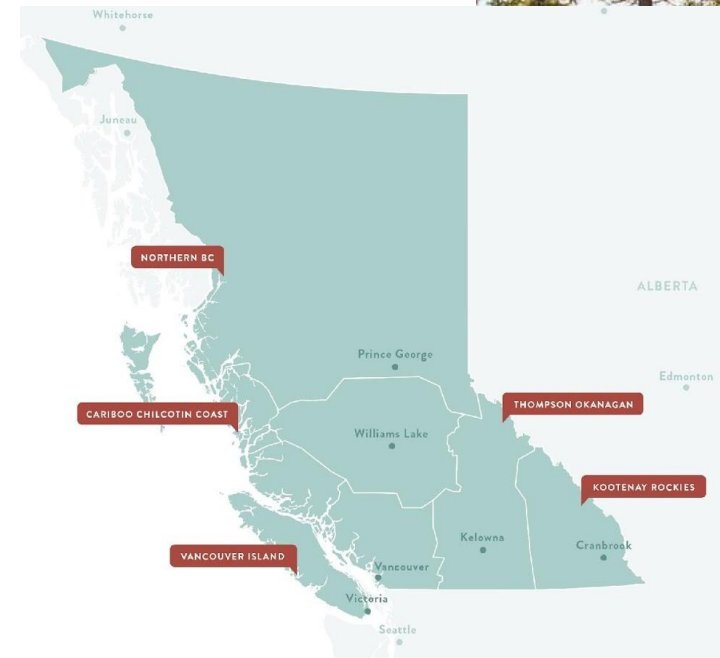 Whitehorse
Juneau
NORTHERN BC
ALBERTA
Prince George
Edmonton
CARIBOO CHILCOTIN COAST
THOMPSON OKANAGAN
Williams Lake
KOOTENAY ROCKIES
Kelowna
Cranbrook
VANCOUVER ISLAND
Vancouver
Victoria
Seattle